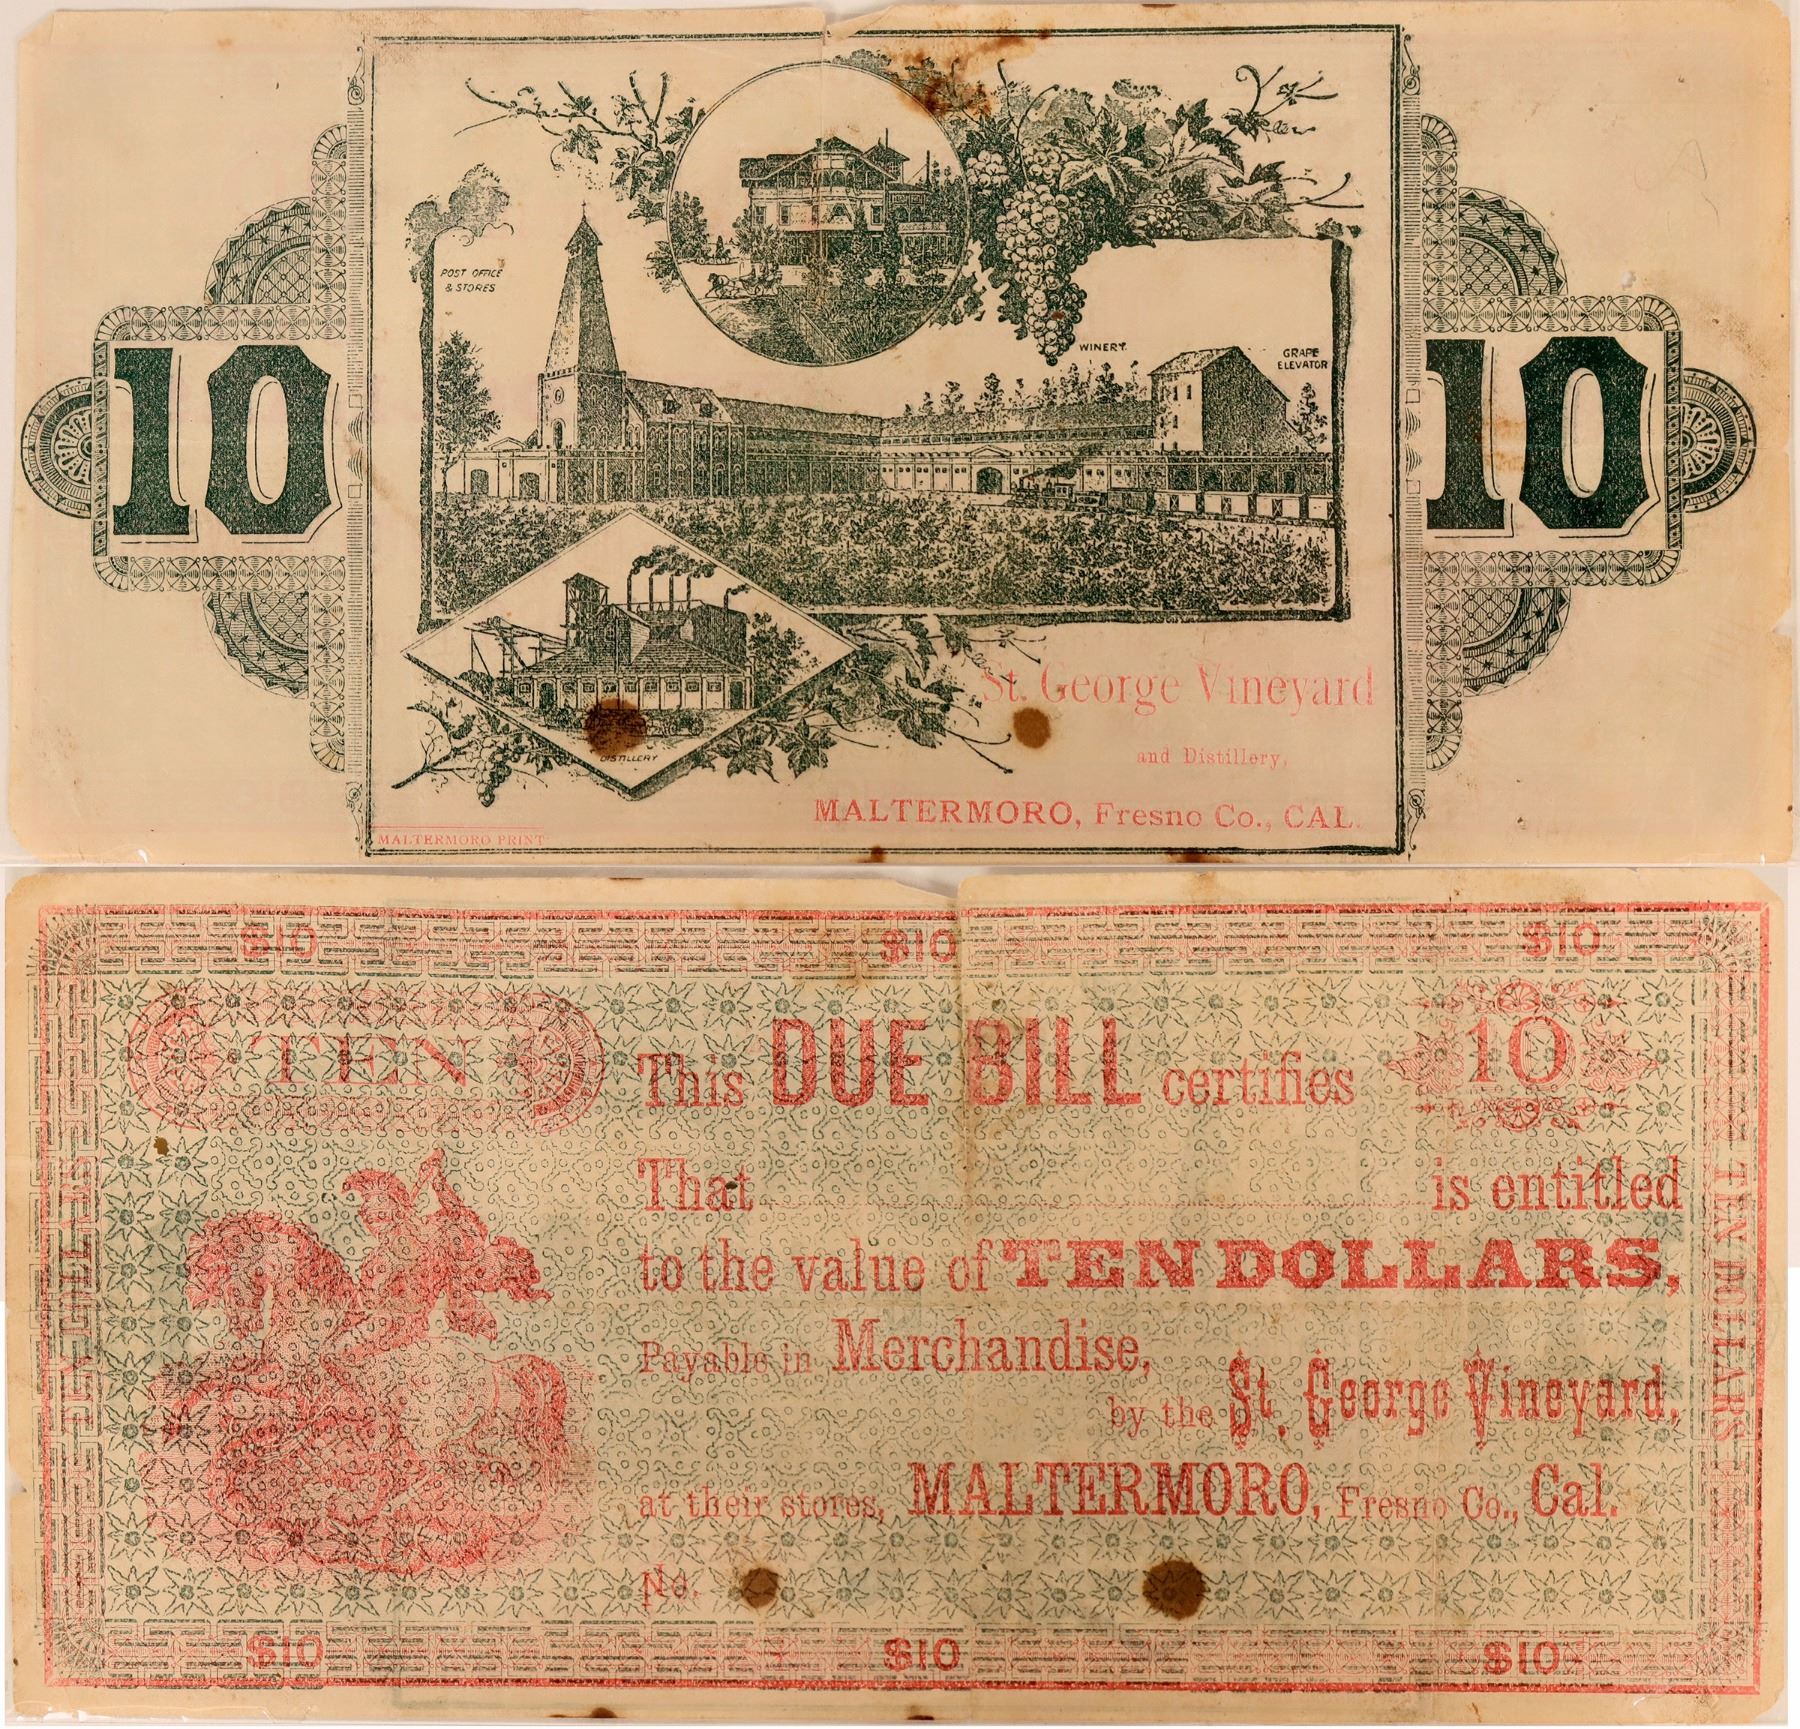 POST OFFICE
& STORES
WINERY.
GRAPE
ELEVATOR
10
10
DISTILLERY
St. George Vineyard
and Distillery,
MALTERMORO, Fresno Co., CAL.
MALTERMORO PRINT
$10 $10 $10
TEN
This DUE BILL certifies
10
That is entitled
to the value of TEN DOLLARS,
Payable in Merchandise,
by the St. George Vineyard,
at their stores, MALTERMORO, Fresno Co., Cal.
No.
TEN DOLLARS
$10 $10 $10